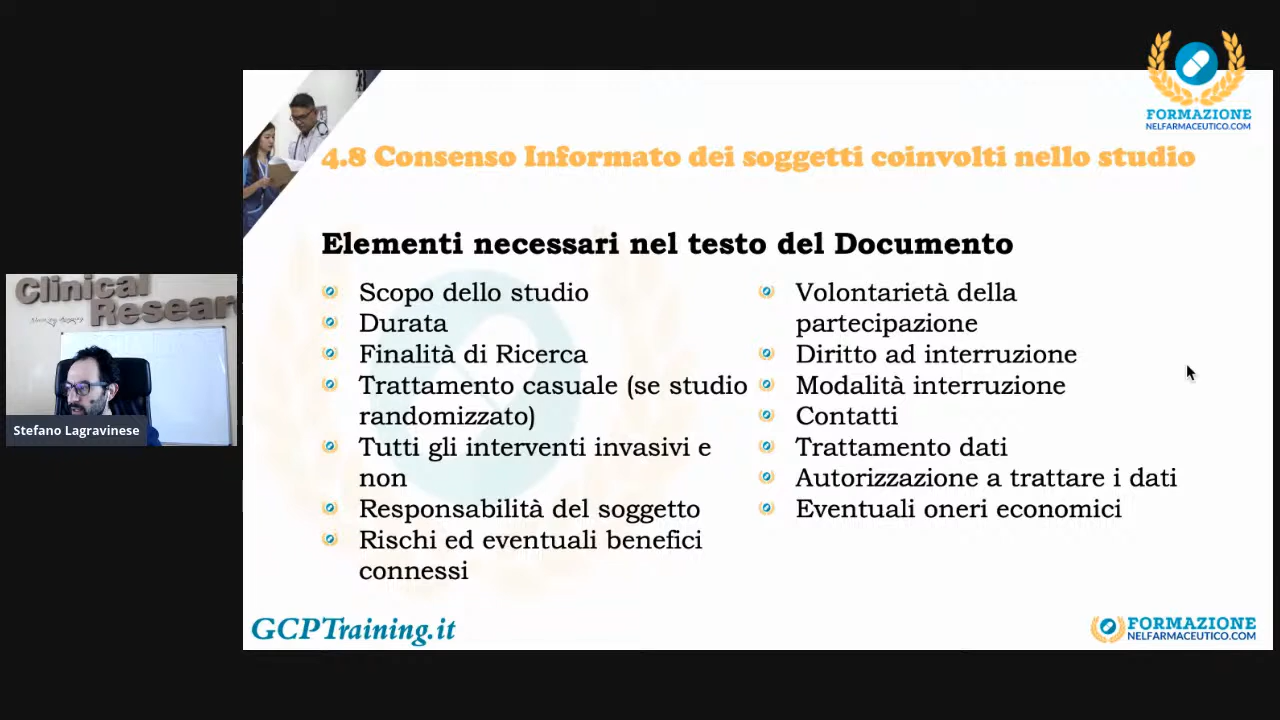 FORMAZIONE
NELFARMACEUTICO.COM
4.8 Consenso Informato dei soggetti coinvolti nello studio
Elementi necessari nel testo del Documento
Scopo dello studio
Durata
Finalità di Ricerca
Trattamento casuale (se studio
randomizzato)
Tutti gli interventi invasivi e
non
Responsabilità del soggetto
Rischi ed eventuali benefici
connessi
Volontarietà della
partecipazione
Diritto ad interruzione
Modalità interruzione
Contatti
Trattamento dati
Autorizzazione a trattare i dati
Eventuali oneri economici
Clinical
Resear
Stefano Lagravinese
GCPTraining.it
FORMAZIONE
NELFARMACEUTICO.COM